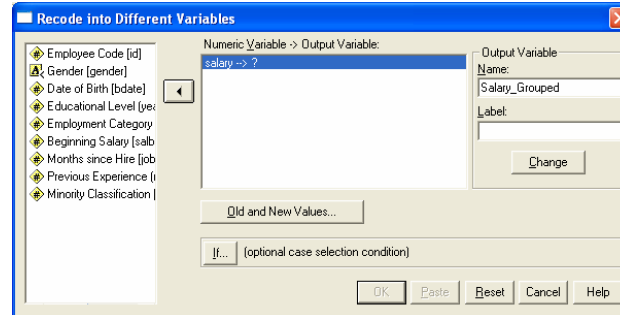 Recode into Different Variables
Employee Code [id]
Gender [gender]
Date of Birth [bdate]
Educational Level (
Employment Category
Beginning Salary [salb
Months since Hire [job
Previous Experience (
Minority Classification [
Numeric Variable -> Output Variable:
salary --> ?
Output Variable
Name:
Salary_Grouped
Label:
Change
Old and New Values...
If... (optional case selection condition)
OK
Paste
Reset
Cancel
Help